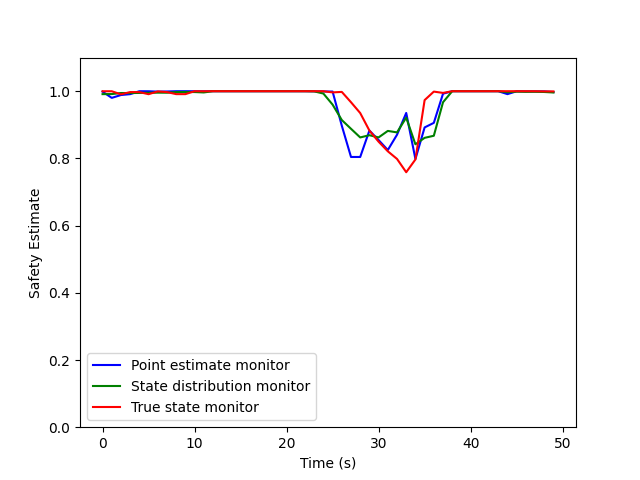 1.0
0.8
0.6
0.4
0.2
0.0
Safety Estimate
Point estimate monitor
State distribution monitor
True state monitor
0 10 20 30 40 50
Time (s)